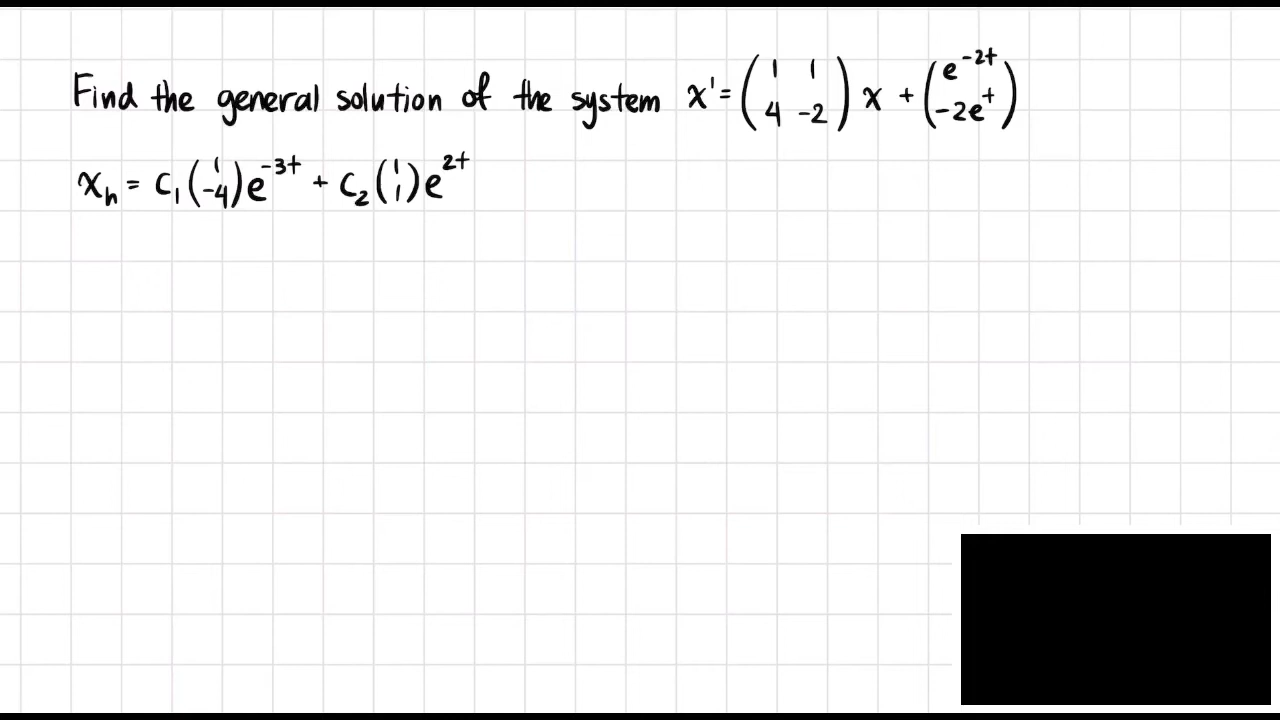 Find the general solution of the system x' = (1 1; 4 -2) x + (e^{-2t}; -2e^{t})
x_h = c_1 (1; -4) e^{-3t} + c_2 (1; 1) e^{2t}